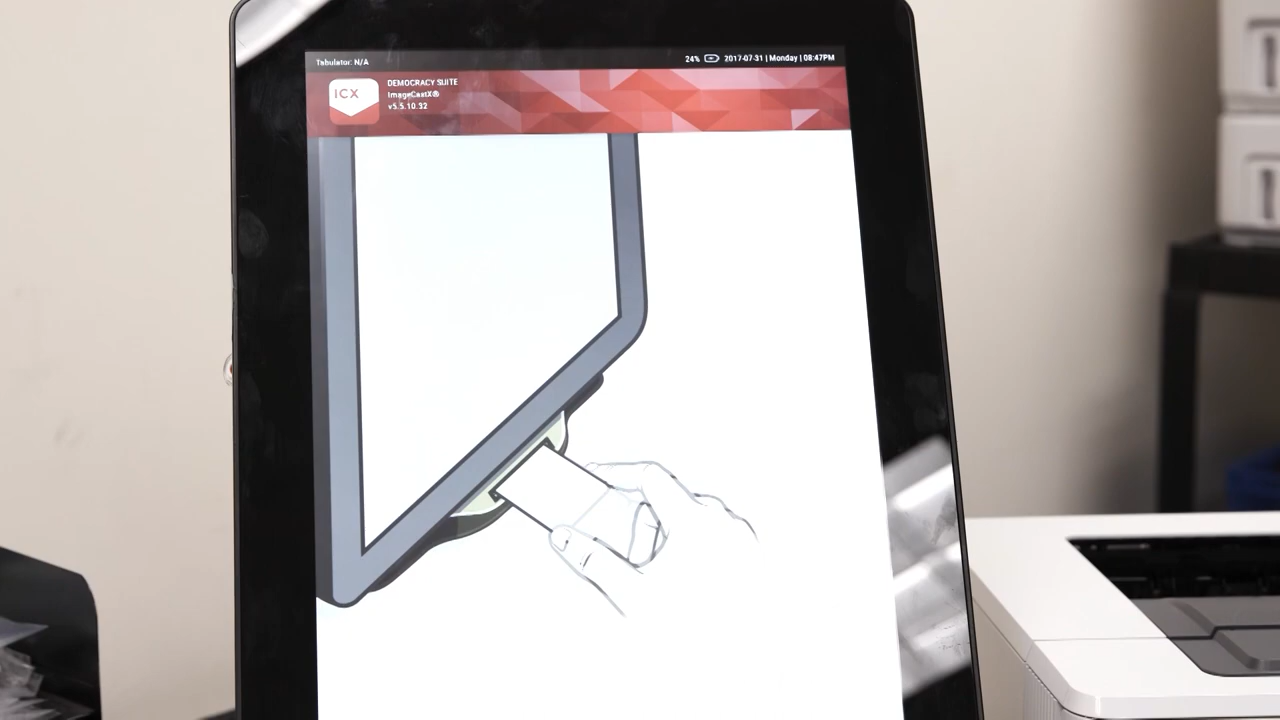 Tabulator: N/A
24% 2017-07-31 | Monday | 08:47PM
ICX
DEMOCRACY SUITE
ImageCastX®
v5.5.10.32